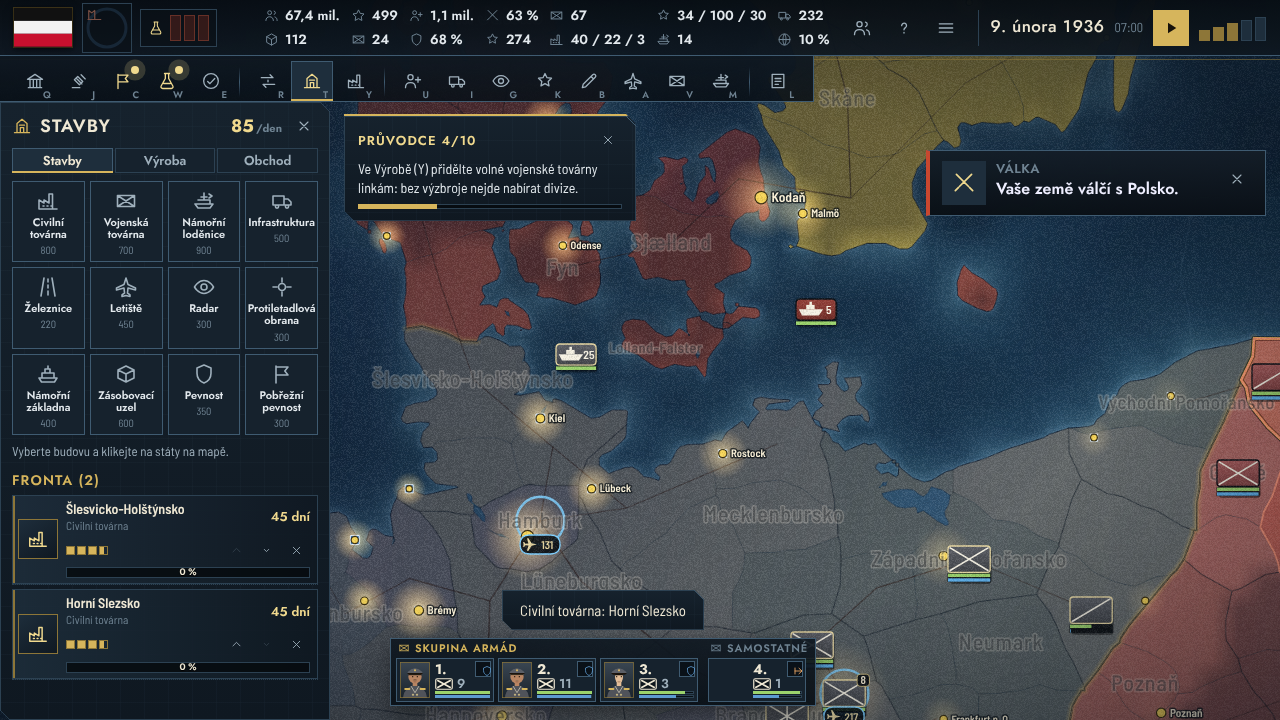 67,4 mil.
499
1,1 mil.
63 %
67
34 / 100 / 30
232
112
24
68 %
274
40 / 22 / 3
14
10 %
?
9. února 1936
07:00
Q
J
C
W
E
R
T
Y
U
I
G
K
B
A
V
M
L
STAVBY
85 /den
Stavby
Výroba
Obchod
Civilní továrna
800
Vojenská továrna
700
Námořní loděnice
900
Infrastruktura
500
Železnice
220
Letiště
450
Radar
300
Protiletadlová obrana
300
Námořní základna
400
Zásobovací uzel
600
Pevnost
350
Pobřežní pevnost
300
Vyberte budovu a klikejte na státy na mapě.
FRONTA (2)
Šlesvicko-Holštýnsko
Civilní továrna
45 dní
0 %
Horní Slezsko
Civilní továrna
45 dní
0 %
PRŮVODCE 4/10
Ve Výrobě (Y) přidělte volné vojenské továrny
linkám: bez výzbroje nejde nabírat divize.
VÁLKA
Vaše země válčí s Polskem.
Skåne
Kodaň
Malmö
Odense
Sjælland
Fyn
5
25
Lolland-Falster
Šlesvicko-Holštýnsko
Kiel
Rostock
Lübeck
Hamburk
131
Mecklenbursko
Lünebursko
Brémy
Východní Pomořansko
Neumark
Poznaň
Poznaň
Civilní továrna: Horní Slezsko
SKUPINA ARMÁD
SAMOSTATNÉ
1.
9
2.
11
3.
3
4.
1
8
217
Hannoversko
Frankfurt n. O.